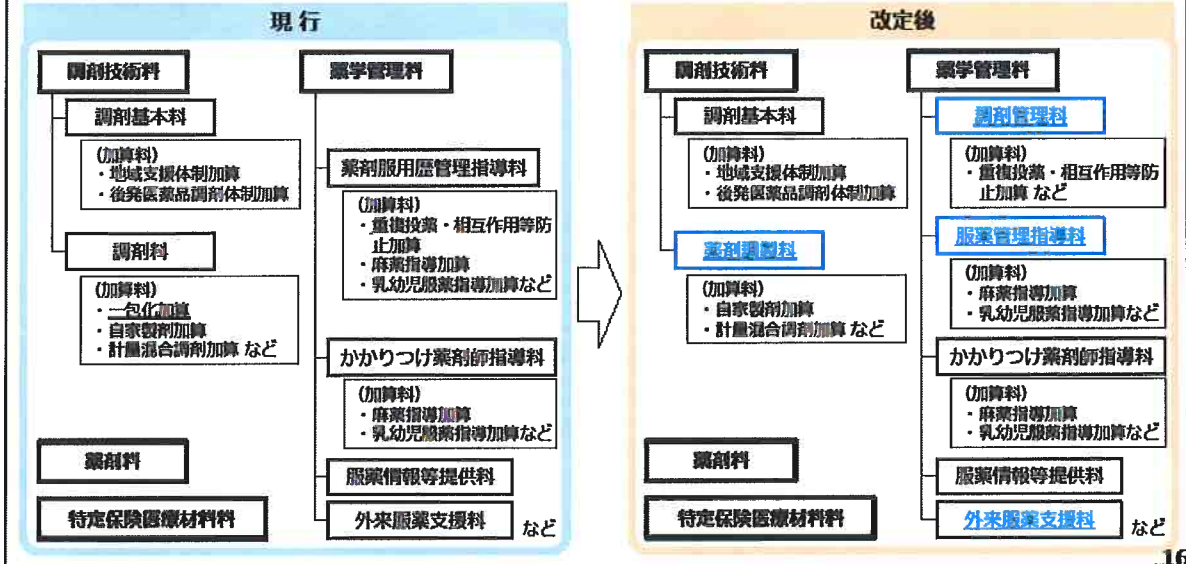 現 行
調剤技術料
調剤基本料
(加算料)
・地域支援体制加算
・後発医薬品調剤体制加算
調剤料
(加算料)
・一包化加算
・自家製剤加算
・計量混合調剤加算 など
薬剤料
特定保険医療材料料
薬学管理料
薬剤服用歴管理指導料
(加算料)
・重複投薬・相互作用等防
止加算
・麻薬指導加算
・乳幼児服薬指導加算など
かかりつけ薬剤師指導料
(加算料)
・麻薬指導加算
・乳幼児服薬指導加算など
服薬情報等提供料
外来服薬支援料
など
改定後
調剤技術料
調剤基本料
(加算料)
・地域支援体制加算
・後発医薬品調剤体制加算
薬剤調製料
(加算料)
・自家製剤加算
・計量混合調剤加算 など
薬剤料
特定保険医療材料料
薬学管理料
調剤管理料
(加算料)
・重複投薬・相互作用等防
止加算 など
服薬管理指導料
(加算料)
・麻薬指導加算
・乳幼児服薬指導加算など
かかりつけ薬剤師指導料
(加算料)
・麻薬指導加算
・乳幼児服薬指導加算など
服薬情報等提供料
外来服薬支援料
など
16